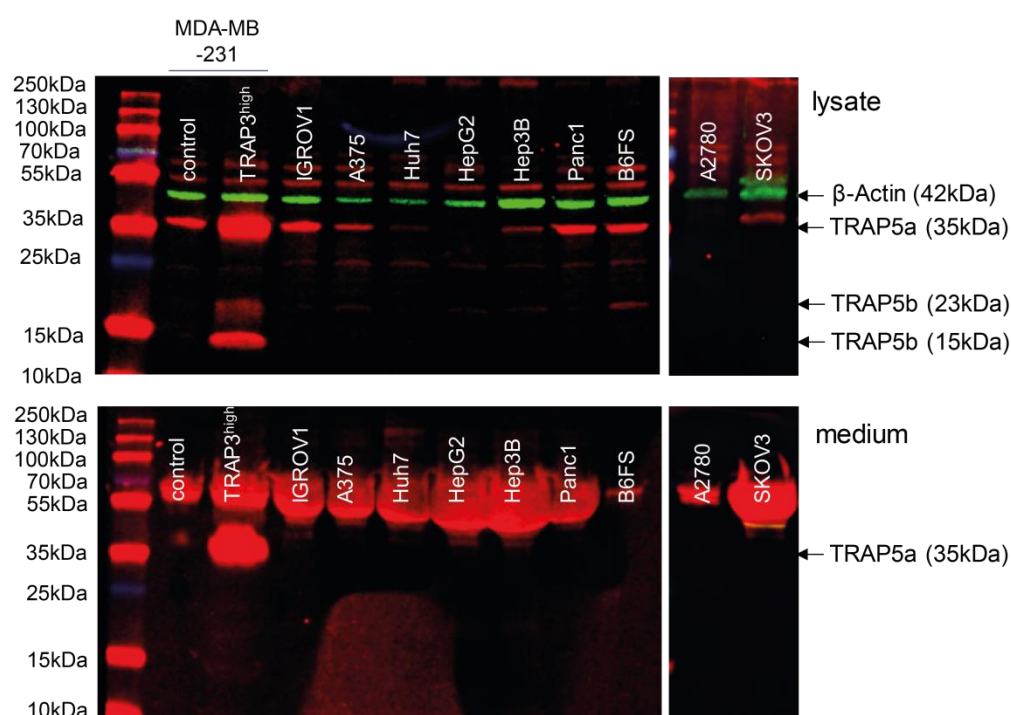 MDA-MB
-231
250kDa
130kDa
100kDa
70kDa
55kDa
35kDa
25kDa
15kDa
10kDa
control
TRAP3high
IGROV1
A375
Huh7
HepG2
Hep3B
Panc1
B6FS
A2780
SKOV3
lysate
β-Actin (42kDa)
TRAP5a (35kDa)
TRAP5b (23kDa)
TRAP5b (15kDa)
250kDa
130kDa
100kDa
70kDa
55kDa
35kDa
25kDa
15kDa
10kDa
control
TRAP3high
IGROV1
A375
Huh7
HepG2
Hep3B
Panc1
B6FS
A2780
SKOV3
medium
TRAP5a (35kDa)